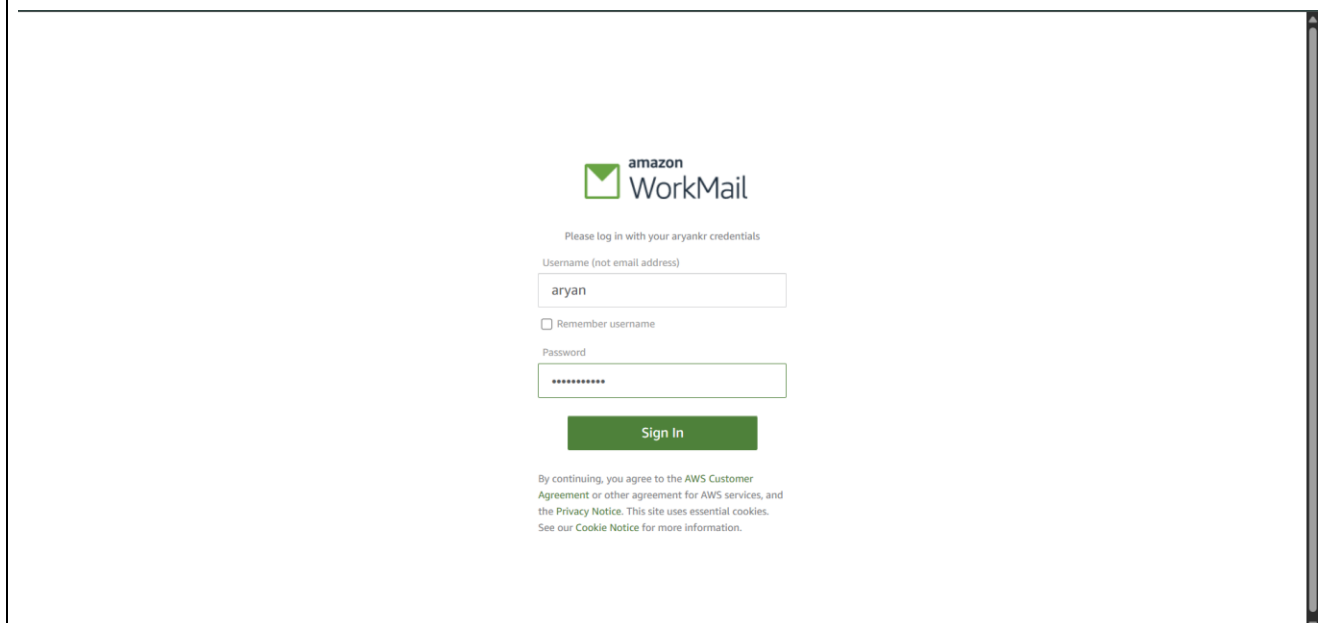 amazon
WorkMail
Please log in with your aryankr credentials
Username (not email address)
aryan
Remember username
Password
•••••••••••
Sign In
By continuing, you agree to the AWS Customer
Agreement or other agreement for AWS services, and
the Privacy Notice. This site uses essential cookies.
See our Cookie Notice for more information.